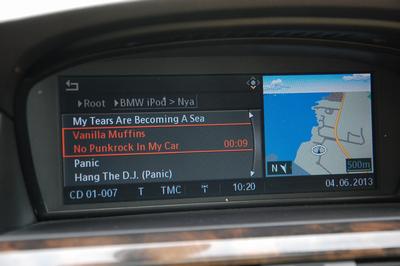 Root BMW iPod > Nya
My Tears Are Becoming A Sea
Vanilla Muffins
No Punkrock In My Car 00:09
Panic
Hang The D.J. (Panic)
N 500m
CD 01-007 T TMC 10:20 04.06.2013